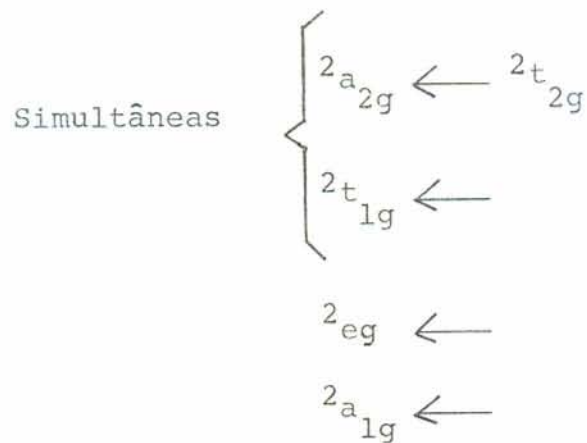 Simultâneas
²a₂g ← ²t₂g
²t₁g ←
²eg ←
²a₁g ←